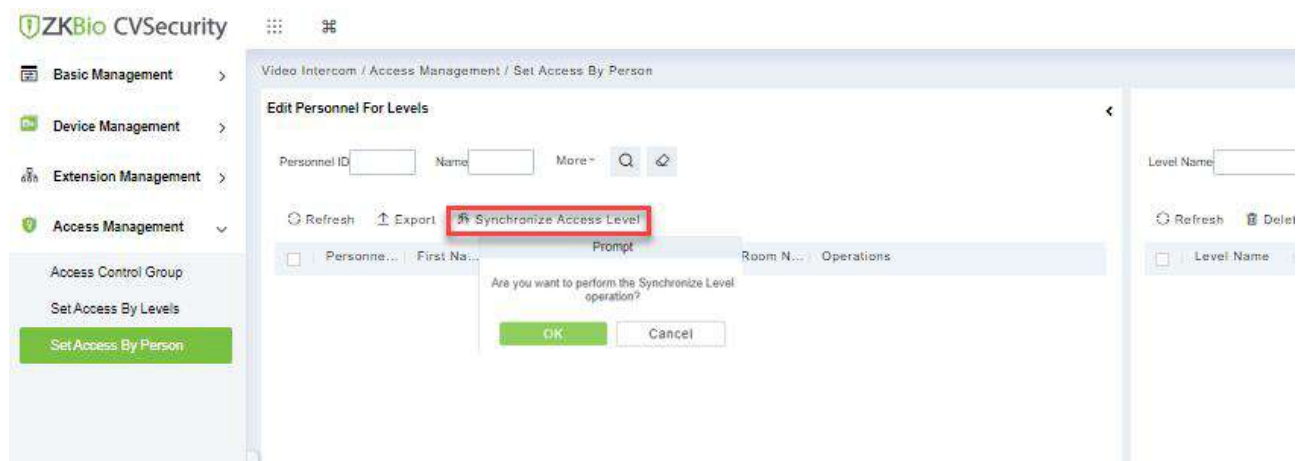 ZKBio CVSecurity
Basic Management
Device Management
Extension Management
Access Management
Access Control Group
Set Access By Levels
Set Access By Person
Video Intercom / Access Management / Set Access By Person
Edit Personnel For Levels
Personnel ID Name More
Refresh Export Synchronize Access Level
Personne... First Na... Room N... Operations
Prompt
Are you want to perform the Synchronize Level
operation?
OK Cancel
Level Name
Refresh Delet
Level Name